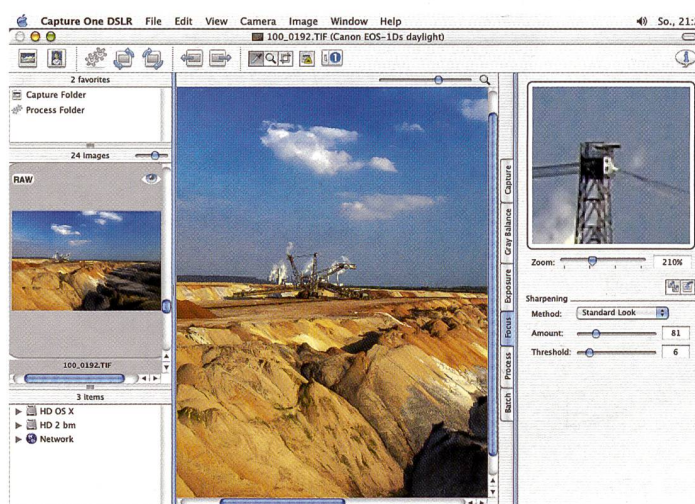 Capture One DSLR File Edit View Camera Image Window Help So., 21:
100_0192.TIF (Canon EOS-1Ds daylight)
2 favorites
Capture Folder
Process Folder
24 Images
RAW
100_0192.TIF
3 Items
HD OS X
HD 2 bm
Network
Capture
Gray Balance
Exposure
Focus
Process
Batch
Zoom: 210%
Sharpening
Method: Standard Look
Amount: 81
Threshold: 6